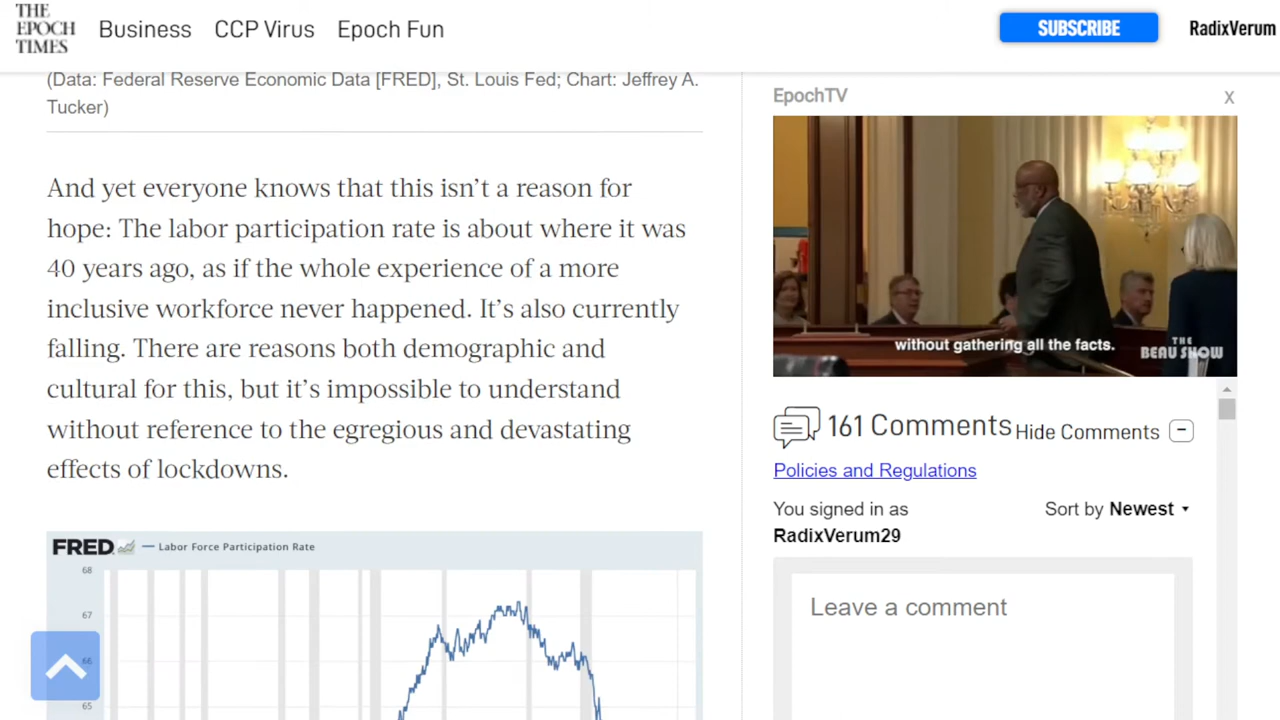 THE
EPOCH
TIMES
Business
CCP Virus
Epoch Fun
SUBSCRIBE
RadixVerum
(Data: Federal Reserve Economic Data [FRED], St. Louis Fed; Chart: Jeffrey A.
Tucker)
And yet everyone knows that this isn’t a reason for
hope: The labor participation rate is about where it was
40 years ago, as if the whole experience of a more
inclusive workforce never happened. It’s also currently
falling. There are reasons both demographic and
cultural for this, but it’s impossible to understand
without reference to the egregious and devastating
effects of lockdowns.
FRED
Labor Force Participation Rate
68
67
66
65
EpochTV
X
without gathering all the facts.
THE
BEAU SHOW
161 Comments
Hide Comments
Policies and Regulations
You signed in as
RadixVerum29
Sort by Newest
Leave a comment